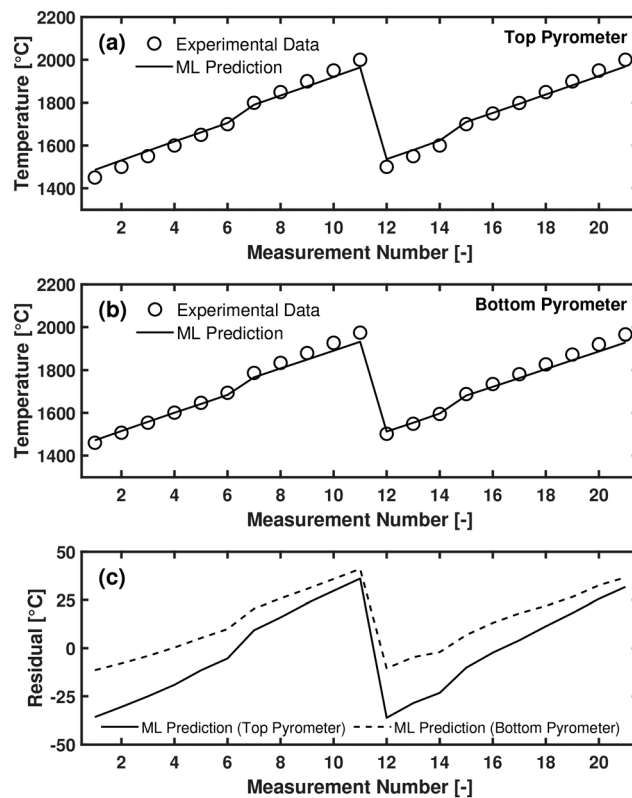 (a)
Top Pyrometer
Experimental Data
ML Prediction
Temperature [°C]
2200
2000
1800
1600
1400
2 4 6 8 10 12 14 16 18 20
Measurement Number [-]
(b)
Bottom Pyrometer
Experimental Data
ML Prediction
Temperature [°C]
2200
2000
1800
1600
1400
2 4 6 8 10 12 14 16 18 20
Measurement Number [-]
(c)
Residual [°C]
50
25
0
-25
-50
ML Prediction (Top Pyrometer) ML Prediction (Bottom Pyrometer)
2 4 6 8 10 12 14 16 18 20
Measurement Number [-]